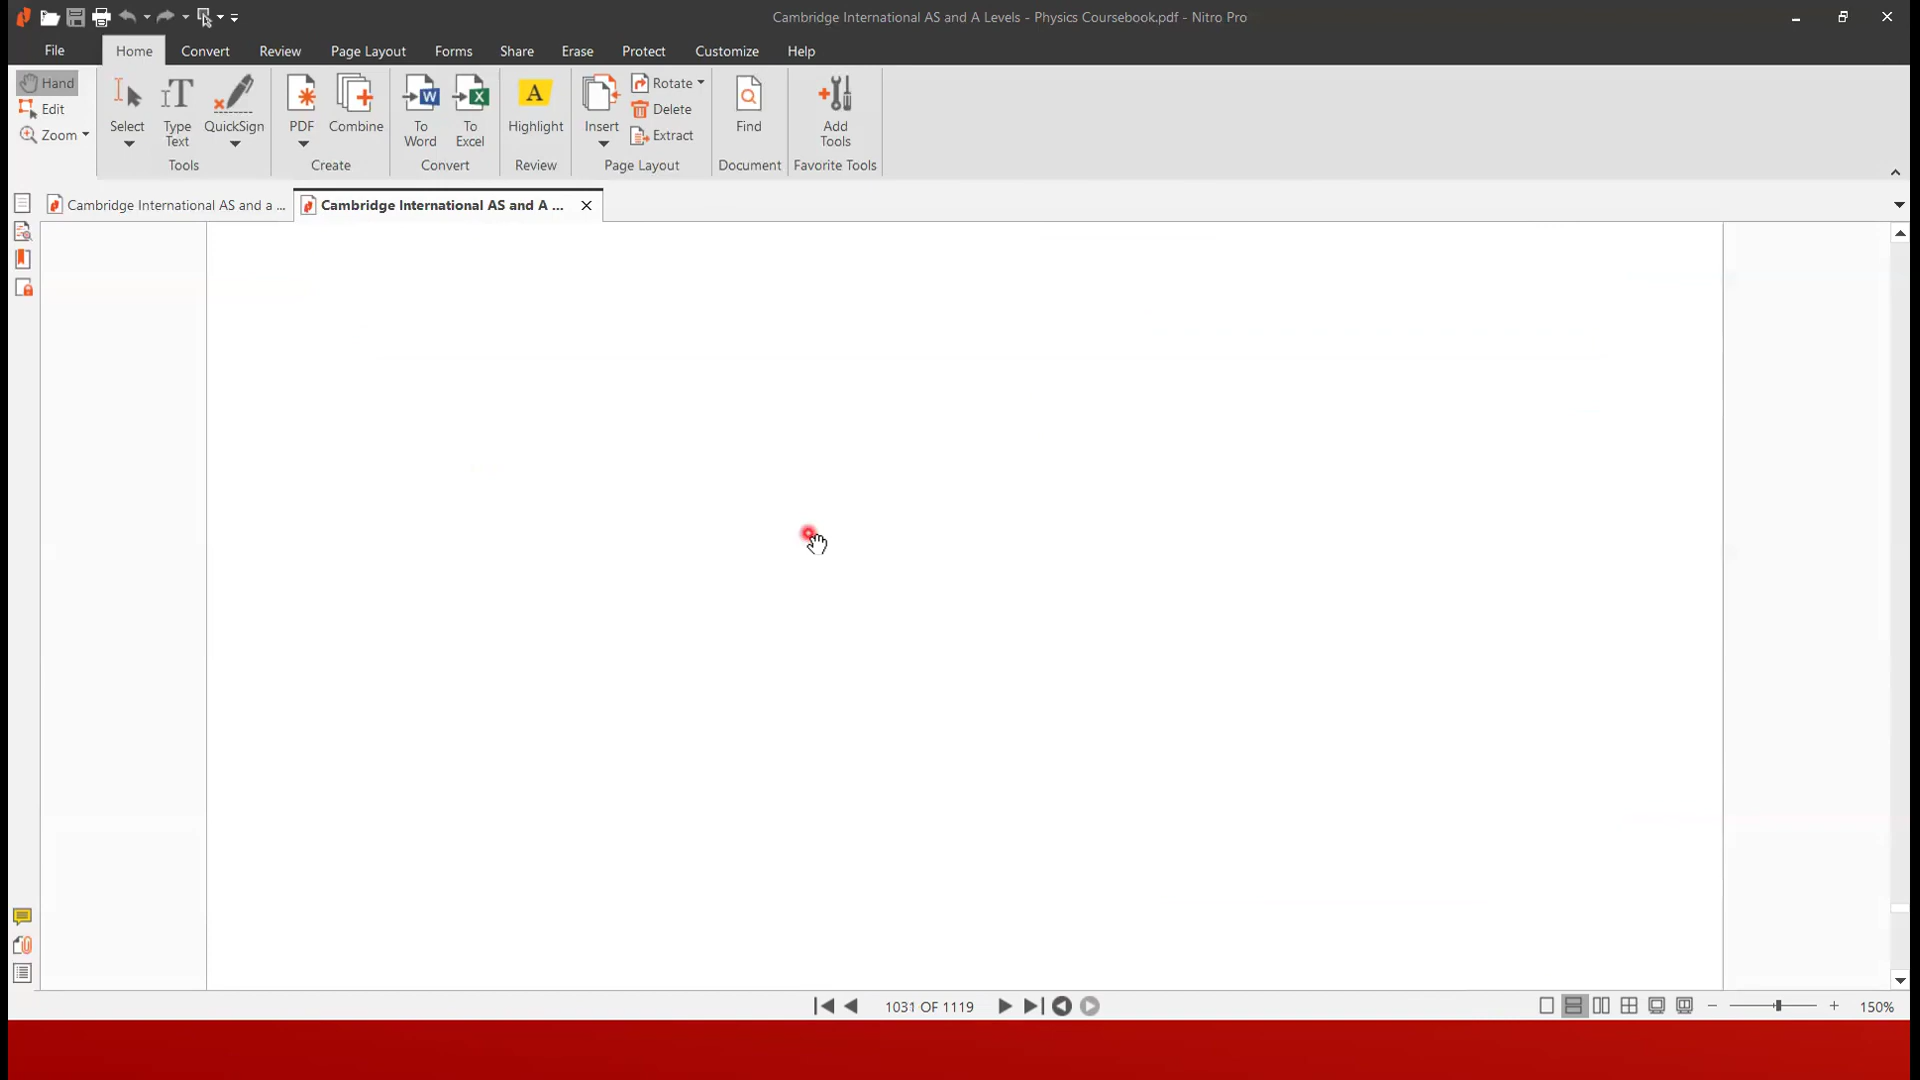 Cambridge International AS and A Levels - Physics Coursebook.pdf - Nitro Pro
File Home Convert Review Page Layout Forms Share Erase Protect Customize Help
Hand
Edit
Zoom
Select
Type Text
QuickSign
Tools
PDF
Combine
Create
To Word
To Excel
Convert
Highlight
Review
Insert
Rotate
Delete
Extract
Page Layout
Find
Document
Add Tools
Favorite Tools
Cambridge International AS and a ...
Cambridge International AS and A ...
1031 OF 1119
150%